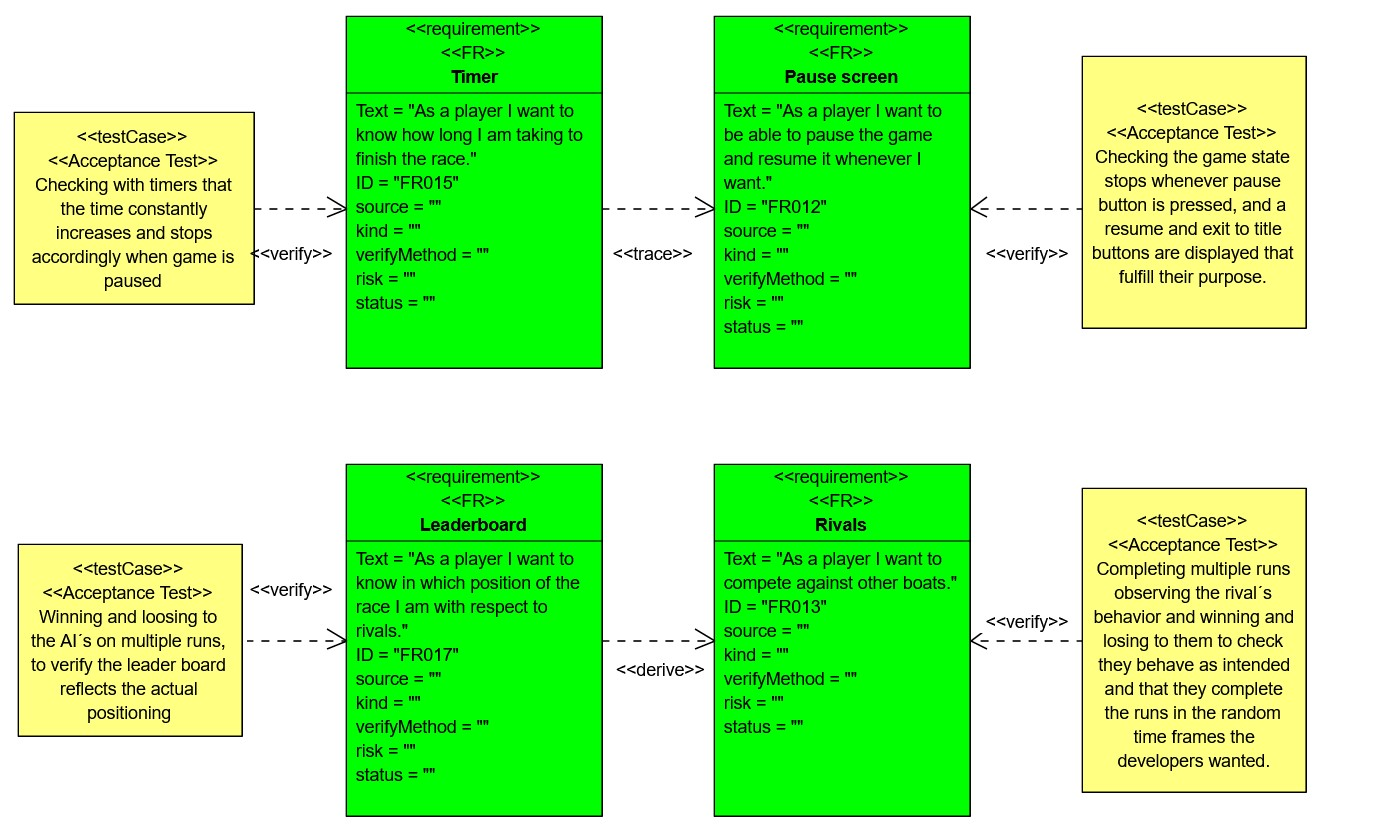 <<testCase>>
<<Acceptance Test>>
Checking with timers that
the time constantly
increases and stops
accordingly when game is
paused
<<verify>>
<<requirement>>
<<FR>>
Timer
Text = "As a player I want to
know how long I am taking to
finish the race."
ID = "FR015"
source = ""
kind = ""
verifyMethod = ""
risk = ""
status = ""
<<trace>>
<<requirement>>
<<FR>>
Pause screen
Text = "As a player I want to
be able to pause the game
and resume it whenever I
want."
ID = "FR012"
source = ""
kind = ""
verifyMethod = ""
risk = ""
status = ""
<<verify>>
<<testCase>>
<<Acceptance Test>>
Checking the game state
stops whenever pause
button is pressed, and a
resume and exit to title
buttons are displayed that
fulfill their purpose.
<<testCase>>
<<Acceptance Test>>
Winning and loosing to
the AI´s on multiple runs,
to verify the leader board
reflects the actual
positioning
<<verify>>
<<requirement>>
<<FR>>
Leaderboard
Text = "As a player I want to
know in which position of the
race I am with respect to
rivals."
ID = "FR017"
source = ""
kind = ""
verifyMethod = ""
risk = ""
status = ""
<<derive>>
<<requirement>>
<<FR>>
Rivals
Text = "As a player I want to
compete against other boats."
ID = "FR013"
source = ""
kind = ""
verifyMethod = ""
risk = ""
status = ""
<<verify>>
<<testCase>>
<<Acceptance Test>>
Completing multiple runs
observing the rival´s
behavior and winning and
losing to them to check
they behave as intended
and that they complete
the runs in the random
time frames the
developers wanted.